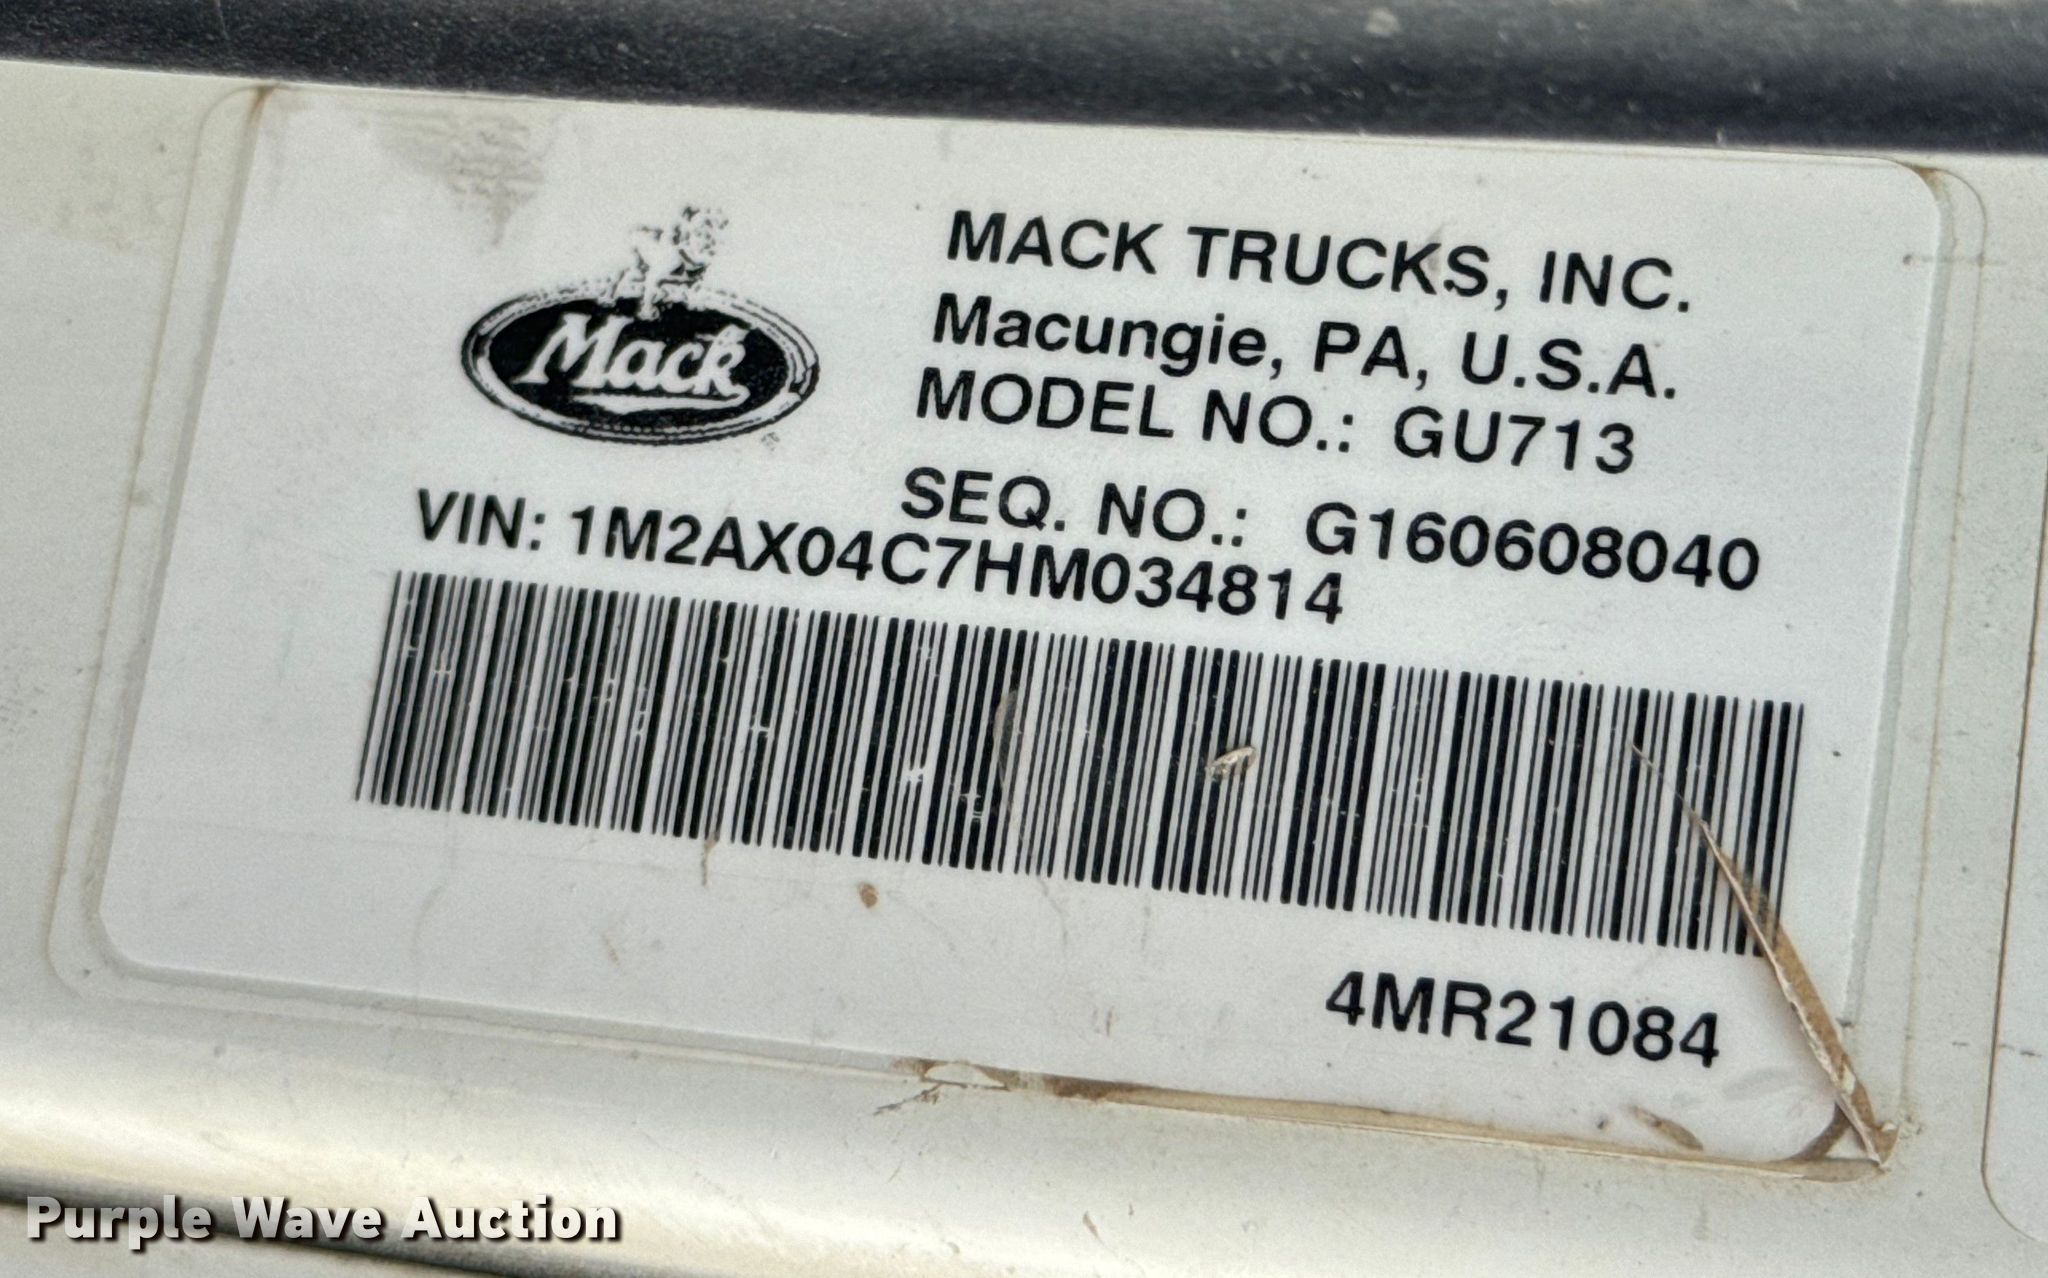 Mack
MACK TRUCKS, INC.
Macungie, PA, U.S.A.
MODEL NO.: GU713
SEQ. NO.: G160608040
VIN: 1M2AX04C7HM034814
4MR21084
Purple Wave Auction